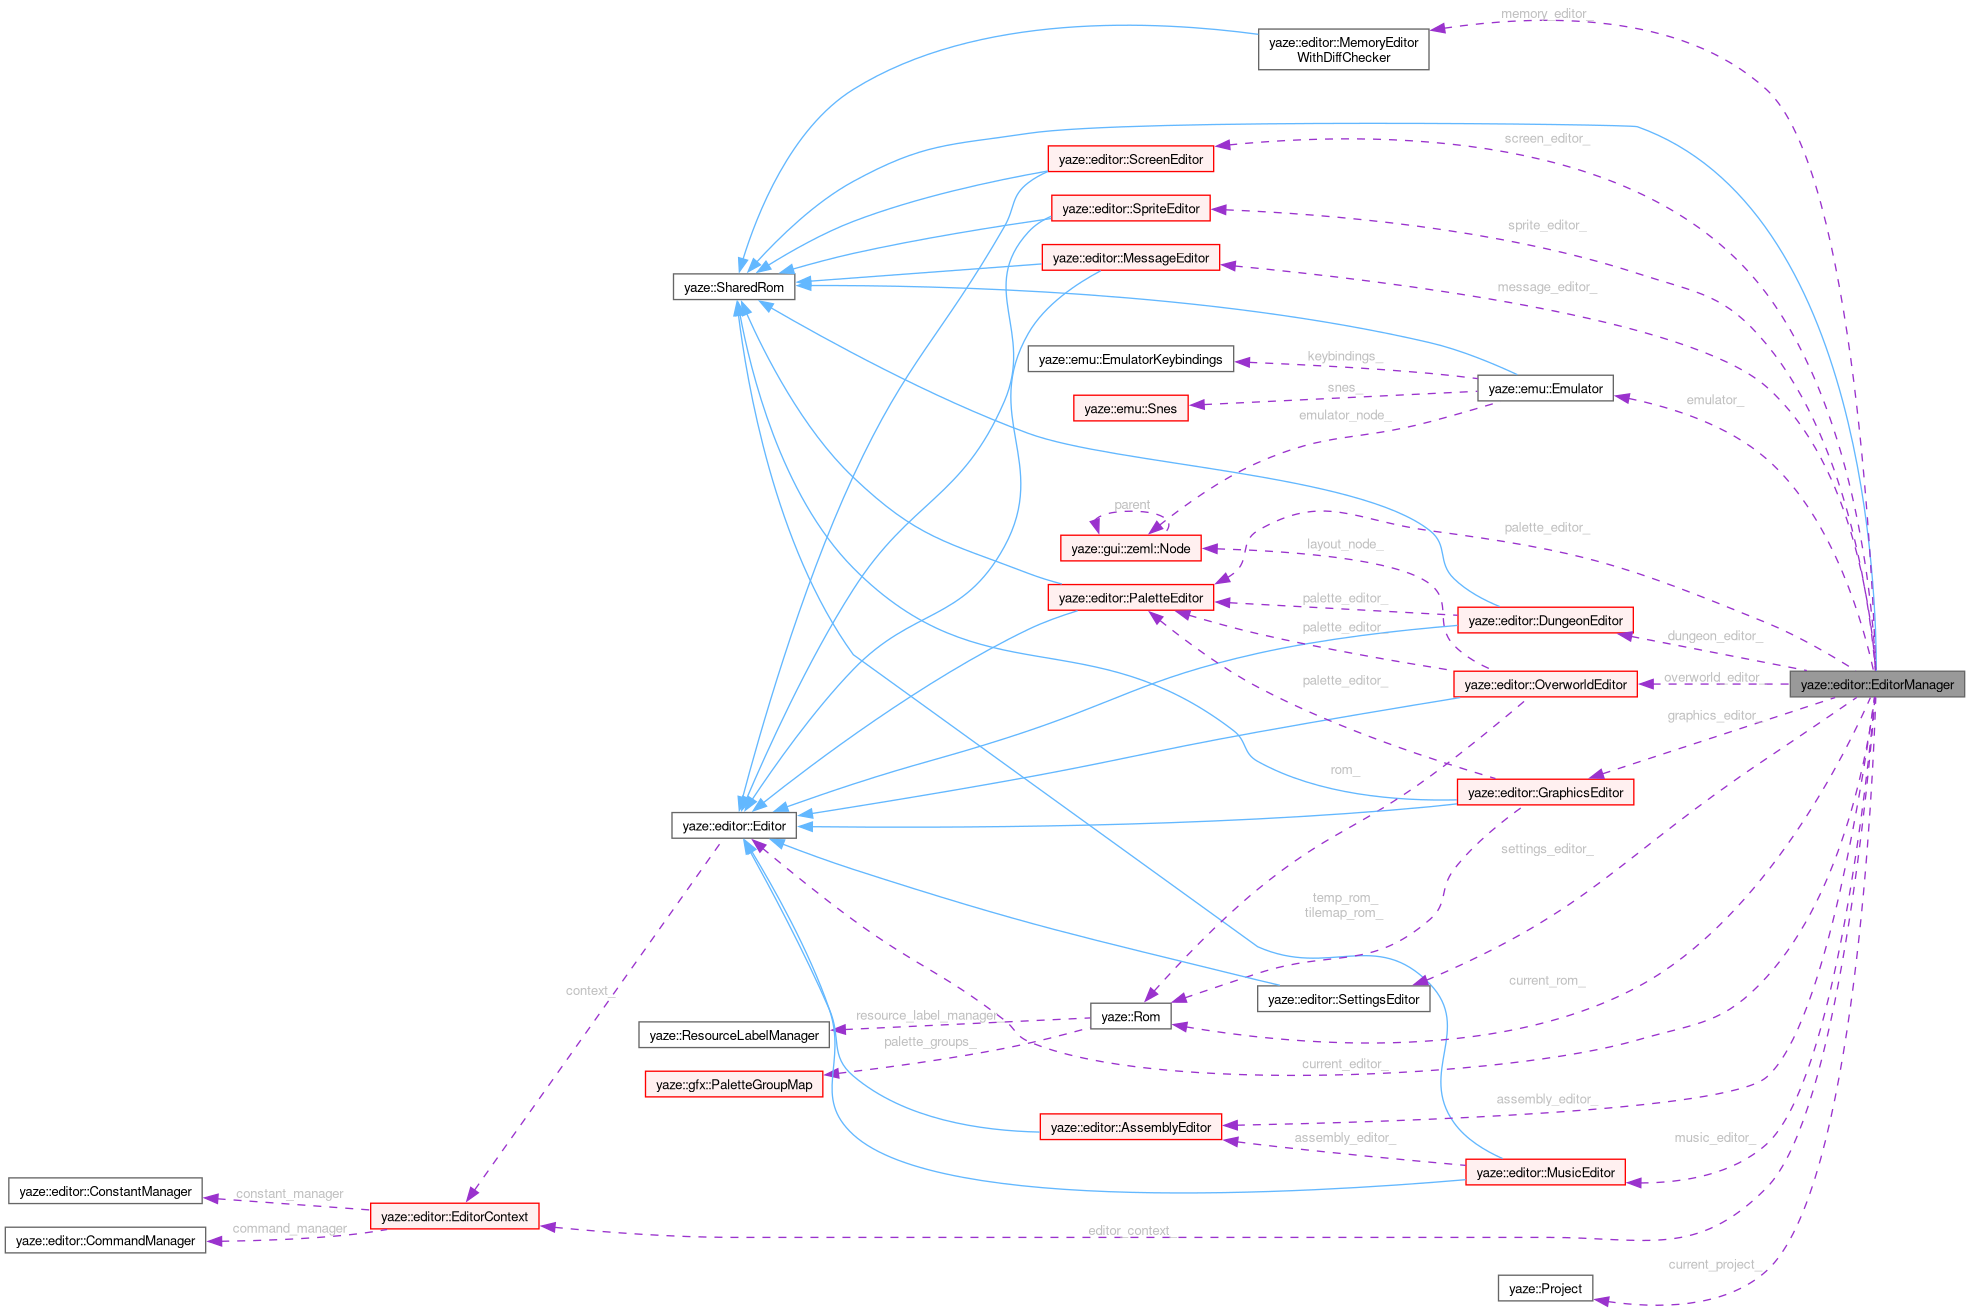 memory_editor_
yaze::editor::MemoryEditor
WithDiffChecker
screen_editor_
yaze::editor::ScreenEditor
yaze::editor::SpriteEditor
sprite_editor_
yaze::editor::MessageEditor
yaze::SharedRom
message_editor_
yaze::emu::EmulatorKeybindings
keybindings_
snes_
yaze::emu::Emulator
emulator_
yaze::emu::Snes
emulator_node_
parent
palette_editor_
yaze::gui::zeml::Node
layout_node_
yaze::editor::PaletteEditor
palette_editor_
yaze::editor::DungeonEditor
palette_editor_
dungeon_editor_
yaze::editor::OverworldEditor
overworld_editor_
yaze::editor::EditorManager
palette_editor_
graphics_editor_
rom_
yaze::editor::GraphicsEditor
yaze::editor::Editor
settings_editor_
temp_rom_
tilemap_rom_
context_
current_rom_
yaze::editor::SettingsEditor
resource_label_manager_
yaze::Rom
yaze::ResourceLabelManager
palette_groups_
current_editor_
yaze::gfx::PaletteGroupMap
assembly_editor_
yaze::editor::AssemblyEditor
assembly_editor_
music_editor_
yaze::editor::MusicEditor
yaze::editor::ConstantManager
constant_manager
yaze::editor::EditorContext
command_manager
editor_context_
yaze::editor::CommandManager
current_project_
yaze::Project